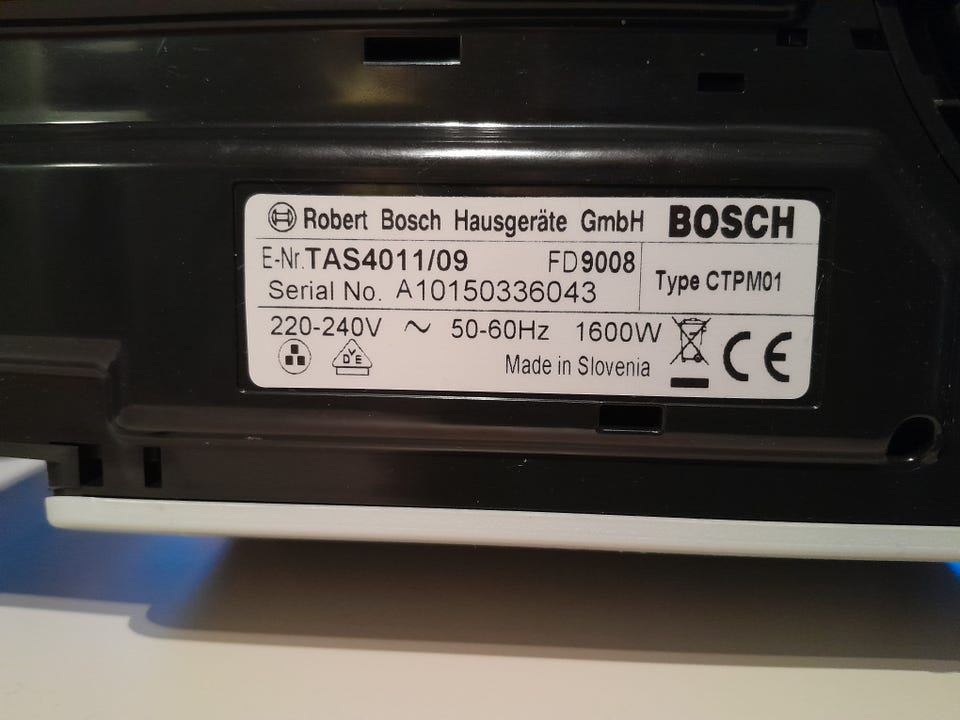 Robert Bosch Hausgeräte GmbH BOSCH
E-Nr.TAS4011/09 FD9008
Serial No. A10150336043
Type CTPM01
220-240V ~ 50-60Hz 1600W
VDE
Made in Slovenia
CE